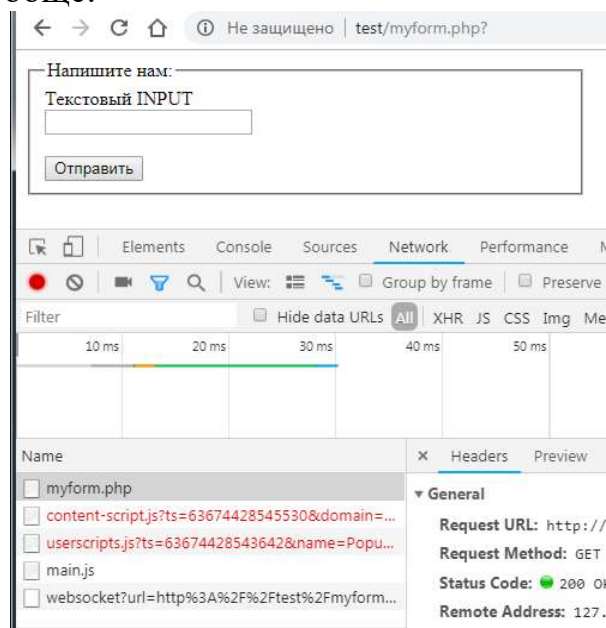 Не защищено | test/myform.php?
Напишите нам:
Текстовый INPUT
Отправить
Elements Console Sources Network Performance
View: Group by frame Preserve
Filter Hide data URLs All XHR JS CSS Img Me
10 ms 20 ms 30 ms 40 ms 50 ms
Name × Headers Preview
myform.php
▼ General
content-script.js?ts=63674428545530&domain=...
Request URL: http://
userscripts.js?ts=63674428543642&name=Popu...
Request Method: GET
main.js
Status Code: 200 OK
websocket?url=http%3A%2F%2Ftest%2Fmyform...
Remote Address: 127.